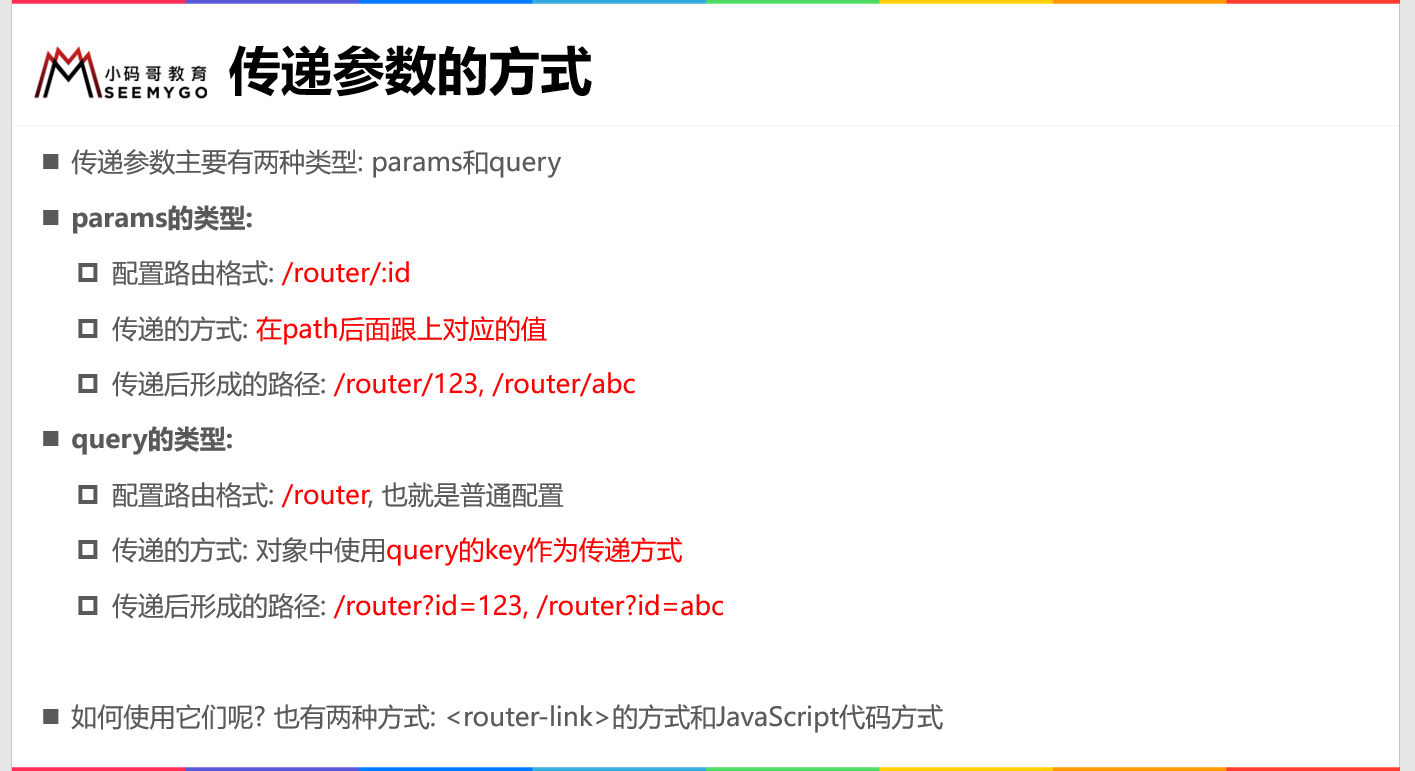 小码哥教育
SEEMYGO
传递参数的方式
传递参数主要有两种类型: params和query
params的类型:
配置路由格式: /router/:id
传递的方式: 在path后面跟上对应的值
传递后形成的路径: /router/123, /router/abc
query的类型:
配置路由格式: /router, 也就是普通配置
传递的方式: 对象中使用query的key作为传递方式
传递后形成的路径: /router?id=123, /router?id=abc
如何使用它们呢? 也有两种方式: <router-link>的方式和JavaScript代码方式